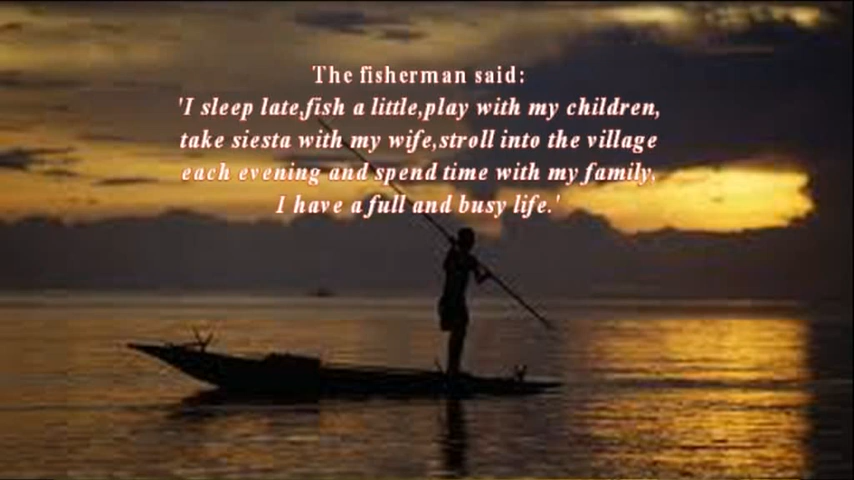 The fisherman said:
'I sleep late,fish a little,play with my children,
take siesta with my wife,stroll into the village
each evening and spend time with my family,
I have a full and busy life.'